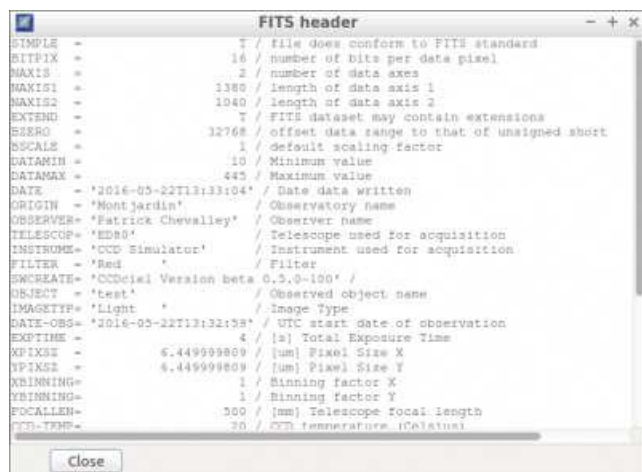 FITS header
SIMPLE = T / file does conform to FITS standard
BITPIX = 16 / number of bits per data pixel
NAXIS = 2 / number of data axes
NAXIS1 = 1380 / length of data axis 1
NAXIS2 = 1040 / length of data axis 2
EXTEND = T / FITS dataset may contain extensions
BZERO = 32768 / offset data range to that of unsigned short
BSCALE = 1 / default scaling factor
DATAMIN = 10 / Minimum value
DATAMAX = 445 / Maximum value
DATE = '2016-05-22T13:33:04' / Date data written
ORIGIN = 'Montjardin' / Observatory name
OBSERVER= 'Patrick Chevalley' / Observer name
TELESCOP= 'ED80' / Telescope used for acquisition
INSTRUME= 'CCD Simulator' / Instrument used for acquisition
FILTER = 'Red ' / Filter
SWCREATE= 'CCDciel Version beta 0.5.0-100' /
OBJECT = 'test' / Observed object name
IMAGETYP= 'Light ' / Image Type
DATE-OBS= '2016-05-22T13:32:59' / UTC start date of observation
EXPTIME = 4 / [s] Total Exposure Time
XPIXSZ = 6.449999809 / [um] Pixel Size X
YPIXSZ = 6.449999809 / [um] Pixel Size Y
XBINNING= 1 / Binning factor X
YBINNING= 1 / Binning factor Y
FOCALLEN= 500 / [mm] Telescope focal length
CCD-TEMP= 20 / CCD temperature (Celsius)
Close